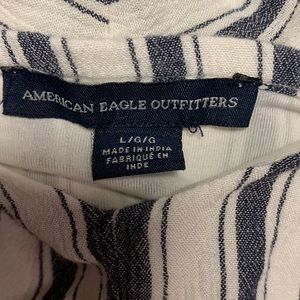 AMERICAN EAGLE OUTFITTERS
L/G/G
MADE IN INDIA
FABRIQUÉ EN
INDE